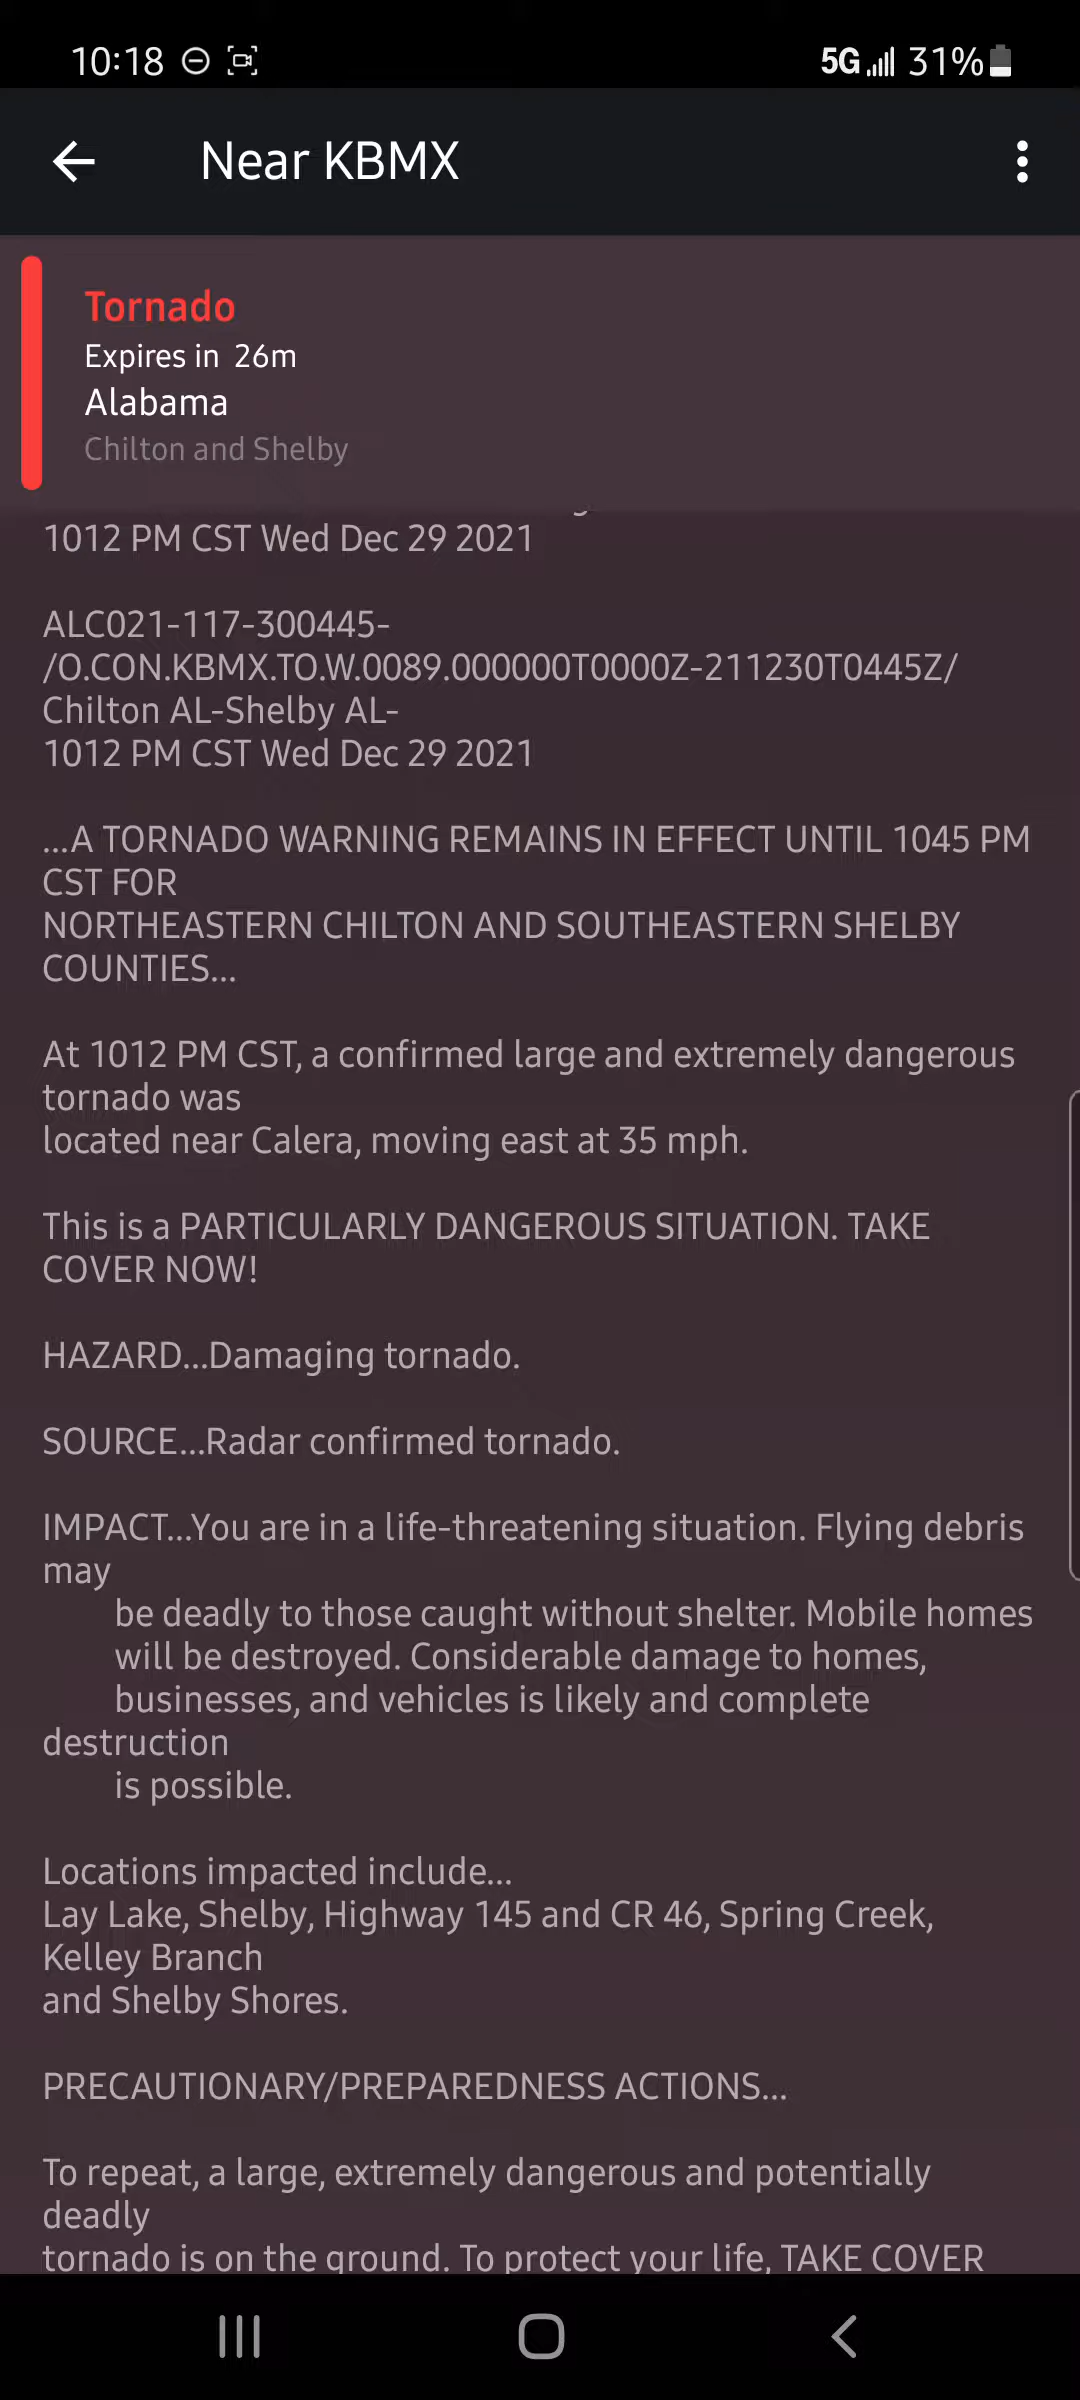 10:18
5G 31%
Near KBMX
Tornado
Expires in 26m
Alabama
Chilton and Shelby
1012 PM CST Wed Dec 29 2021
ALC021-117-300445-
/O.CON.KBMX.TO.W.0089.000000T0000Z-211230T0445Z/
Chilton AL-Shelby AL-
1012 PM CST Wed Dec 29 2021
...A TORNADO WARNING REMAINS IN EFFECT UNTIL 1045 PM
CST FOR
NORTHEASTERN CHILTON AND SOUTHEASTERN SHELBY
COUNTIES...
At 1012 PM CST, a confirmed large and extremely dangerous
tornado was
located near Calera, moving east at 35 mph.
This is a PARTICULARLY DANGEROUS SITUATION. TAKE
COVER NOW!
HAZARD...Damaging tornado.
SOURCE...Radar confirmed tornado.
IMPACT...You are in a life-threatening situation. Flying debris
may
be deadly to those caught without shelter. Mobile homes
will be destroyed. Considerable damage to homes,
businesses, and vehicles is likely and complete
destruction
is possible.
Locations impacted include...
Lay Lake, Shelby, Highway 145 and CR 46, Spring Creek,
Kelley Branch
and Shelby Shores.
PRECAUTIONARY/PREPAREDNESS ACTIONS...
To repeat, a large, extremely dangerous and potentially
deadly
tornado is on the ground. To protect your life, TAKE COVER